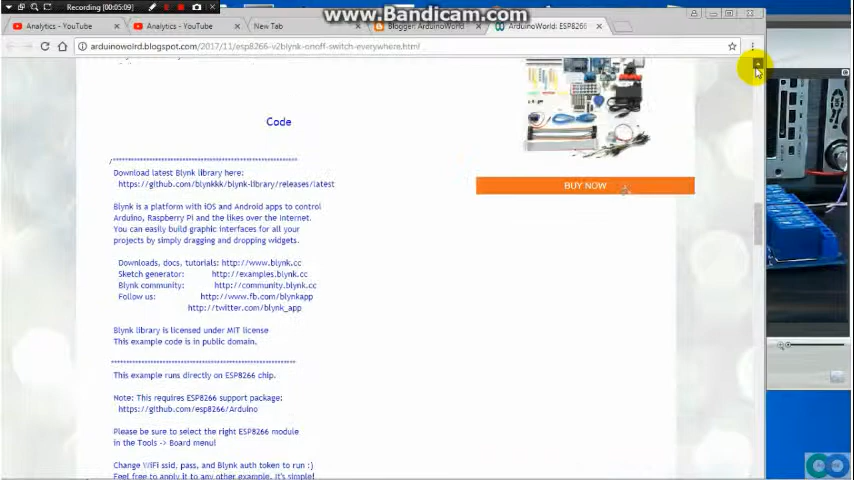 Recording [00:05:09]
www.Bandicam.com
Analytics - YouTube
Analytics - YouTube
New Tab
Blogger: ArduinoWorld
ArduinoWorld: ESP8266
arduinowoird.blogspot.com/2017/11/esp8266-v2blynk-onoff-switch-everywhere.html
Code
BUY NOW
/*************************************************************
Download latest Blynk library here:
https://github.com/blynkkk/blynk-library/releases/latest
Blynk is a platform with iOS and Android apps to control
Arduino, Raspberry Pi and the likes over the Internet.
You can easily build graphic interfaces for all your
projects by simply dragging and dropping widgets.
Downloads, docs, tutorials: http://www.blynk.cc
Sketch generator: http://examples.blynk.cc
Blynk community: http://community.blynk.cc
Follow us: http://www.fb.com/blynkapp
http://twitter.com/blynk_app
Blynk library is licensed under MIT license
This example code is in public domain.
*************************************************************
This example runs directly on ESP8266 chip.
Note: This requires ESP8266 support package:
https://github.com/esp8266/Arduino
Please be sure to select the right ESP8266 module
in the Tools -> Board menu!
Change WiFi ssid, pass, and Blynk auth token to run :)
Feel free to apply it to any other example. It's simple!